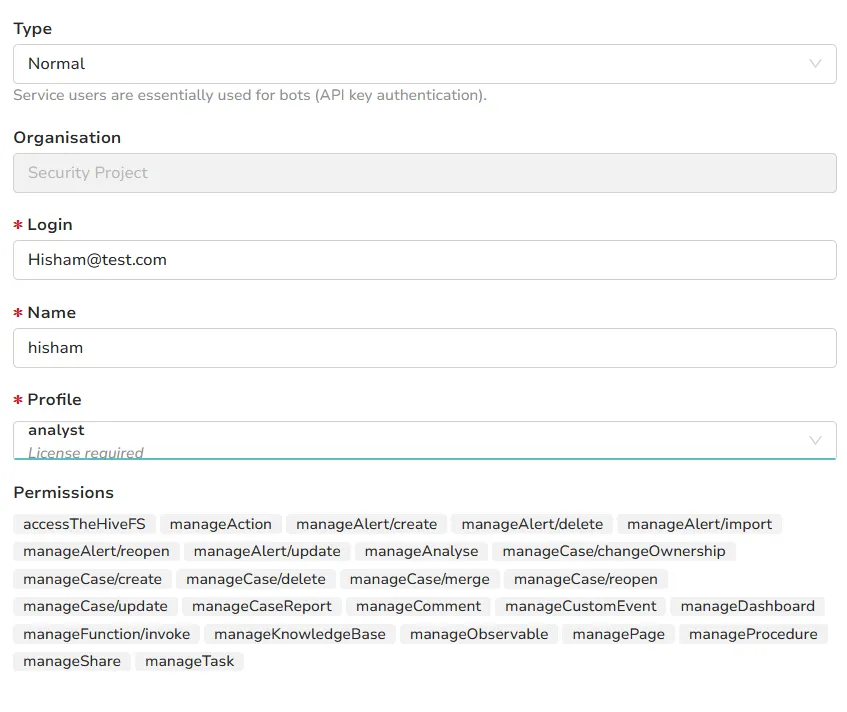 Type
Normal
Service users are essentially used for bots (API key authentication).
Organisation
Security Project
* Login
Hisham@test.com
* Name
hisham
* Profile
analyst
License required
Permissions
accessTheHiveFS manageAction manageAlert/create manageAlert/delete manageAlert/import
manageAlert/reopen manageAlert/update manageAnalyse manageCase/changeOwnership
manageCase/create manageCase/delete manageCase/merge manageCase/reopen
manageCase/update manageCaseReport manageComment manageCustomEvent manageDashboard
manageFunction/invoke manageKnowledgeBase manageObservable managePage manageProcedure
manageShare manageTask